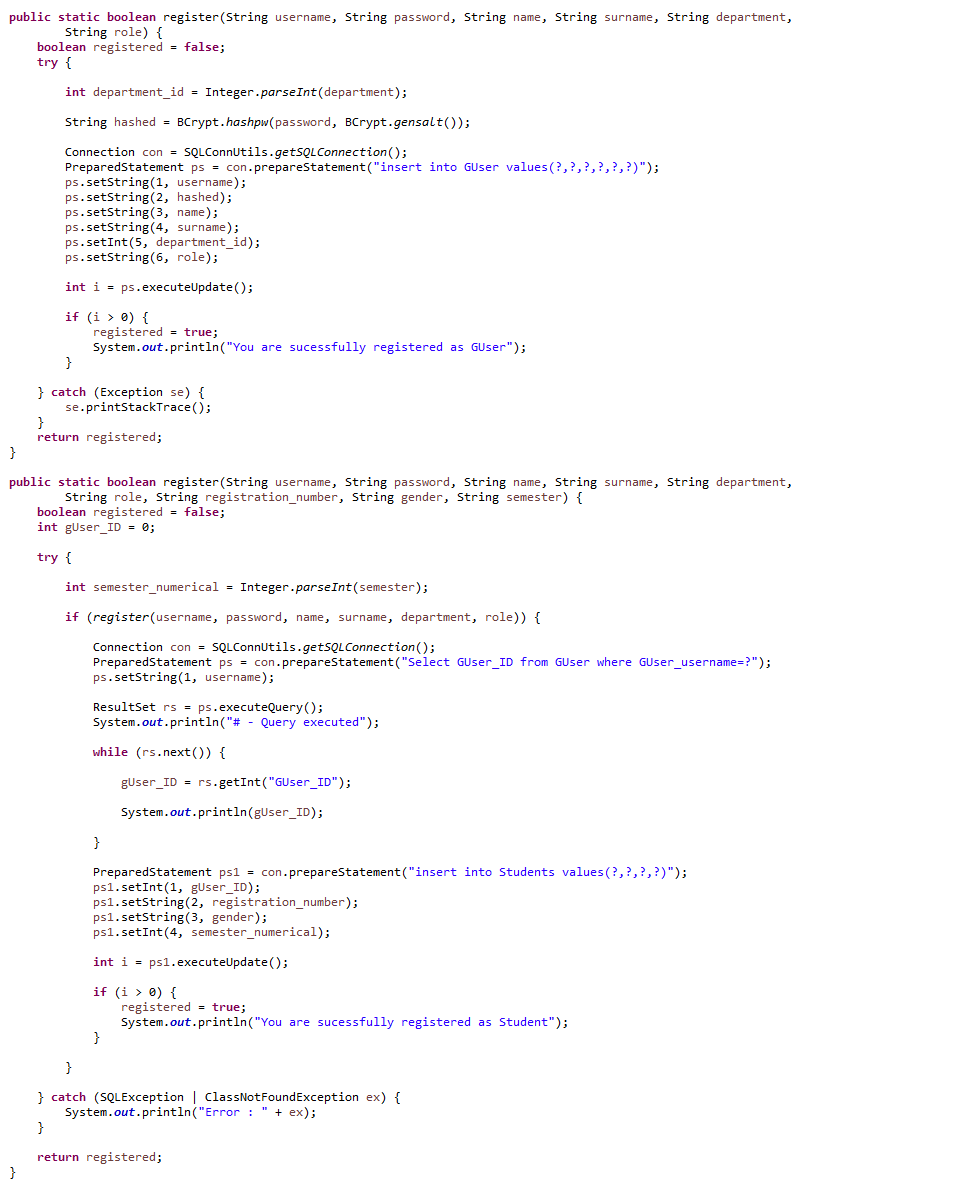 public static boolean register(String username, String password, String name, String surname, String department,
        String role) {
    boolean registered = false;
    try {

        int department_id = Integer.parseInt(department);

        String hashed = BCrypt.hashpw(password, BCrypt.gensalt());

        Connection con = SQLConnUtils.getSQLConnection();
        PreparedStatement ps = con.prepareStatement("insert into GUser values(?,?,?,?,?,?)");
        ps.setString(1, username);
        ps.setString(2, hashed);
        ps.setString(3, name);
        ps.setString(4, surname);
        ps.setInt(5, department_id);
        ps.setString(6, role);

        int i = ps.executeUpdate();

        if (i > 0) {
            registered = true;
            System.out.println("You are sucessfully registered as GUser");
        }

    } catch (Exception se) {
        se.printStackTrace();
    }
    return registered;
}

public static boolean register(String username, String password, String name, String surname, String department,
        String role, String registration_number, String gender, String semester) {
    boolean registered = false;
    int gUser_ID = 0;

    try {

        int semester_numerical = Integer.parseInt(semester);

        if (register(username, password, name, surname, department, role)) {

            Connection con = SQLConnUtils.getSQLConnection();
            PreparedStatement ps = con.prepareStatement("Select GUser_ID from GUser where GUser_username=?");
            ps.setString(1, username);

            ResultSet rs = ps.executeQuery();
            System.out.println("# - Query executed");

            while (rs.next()) {

                gUser_ID = rs.getInt("GUser_ID");

                System.out.println(gUser_ID);

            }

            PreparedStatement ps1 = con.prepareStatement("insert into Students values(?,?,?,?)");
            ps1.setInt(1, gUser_ID);
            ps1.setString(2, registration_number);
            ps1.setString(3, gender);
            ps1.setInt(4, semester_numerical);

            int i = ps1.executeUpdate();

            if (i > 0) {
                registered = true;
                System.out.println("You are sucessfully registered as Student");
            }

        }

    } catch (SQLException | ClassNotFoundException ex) {
        System.out.println("Error : " + ex);
    }

    return registered;
}